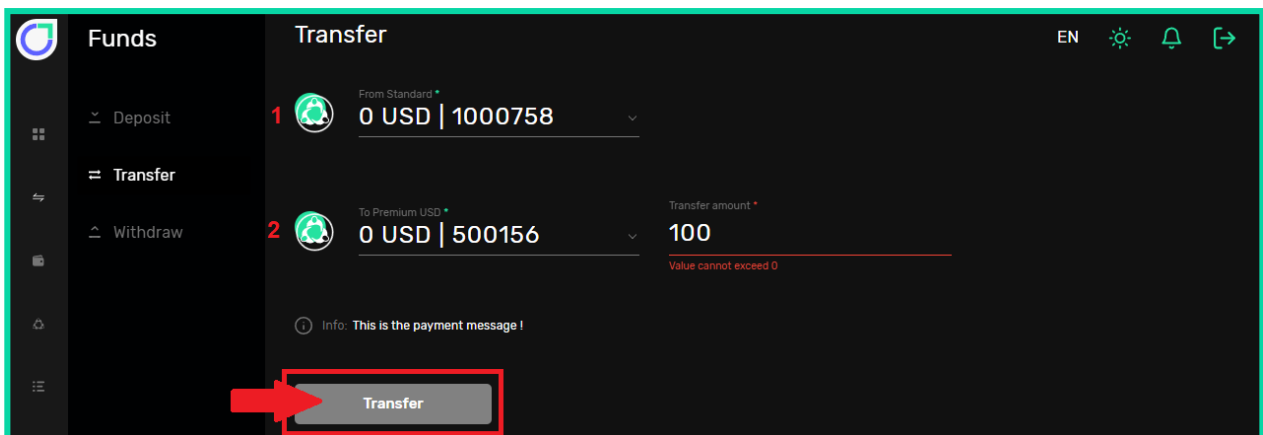 Funds
Transfer
EN
Deposit
Transfer
Withdraw
1
From Standard *
0 USD | 1000758
2
To Premium USD *
0 USD | 500156
Transfer amount *
100
Value cannot exceed 0
Info: This is the payment message !
Transfer